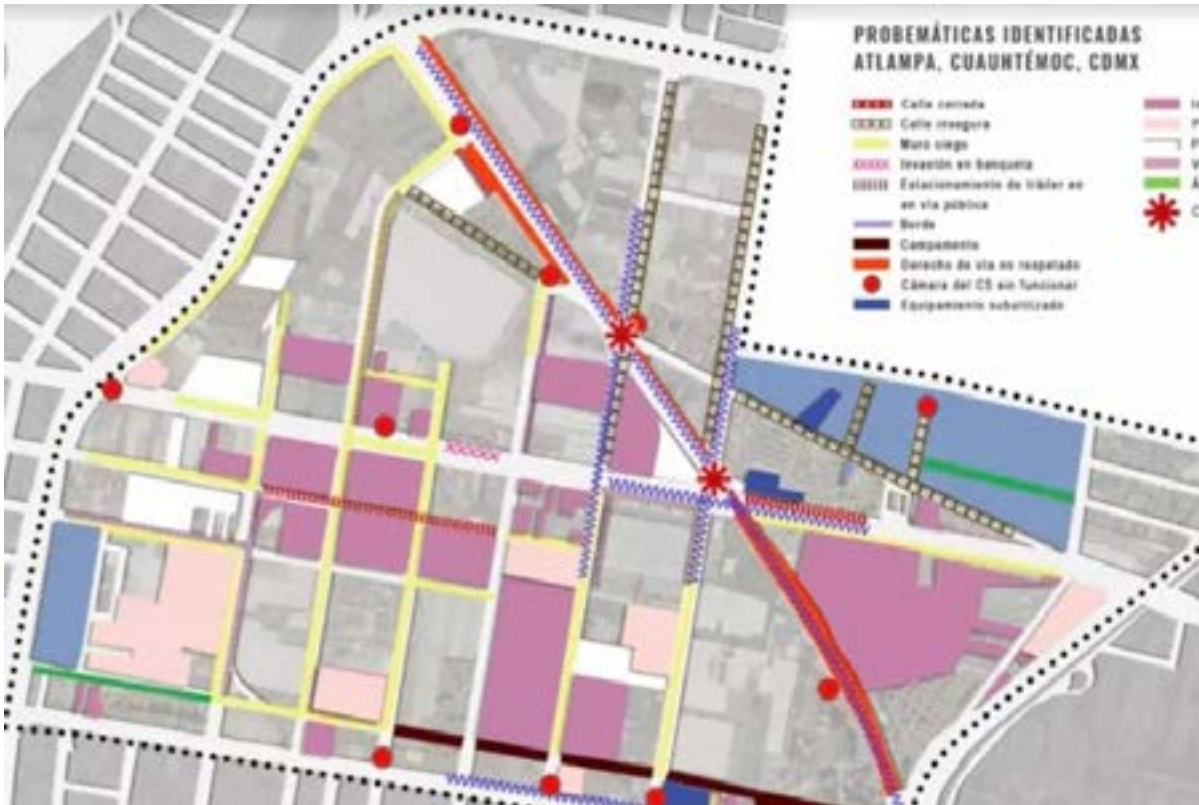 PROBEMÁTICAS IDENTIFICADAS
ATLAMPA, CUAUHTÉMOC, CDMX
Calle cerrada
Calle insegura
Muro ciego
Invasión en banqueta
Estacionamiento de tráiler en
en vía pública
Borde
Campamento
Derecho de vía no respetado
Cámara del C5 sin funcionar
Equipamiento subutilizado